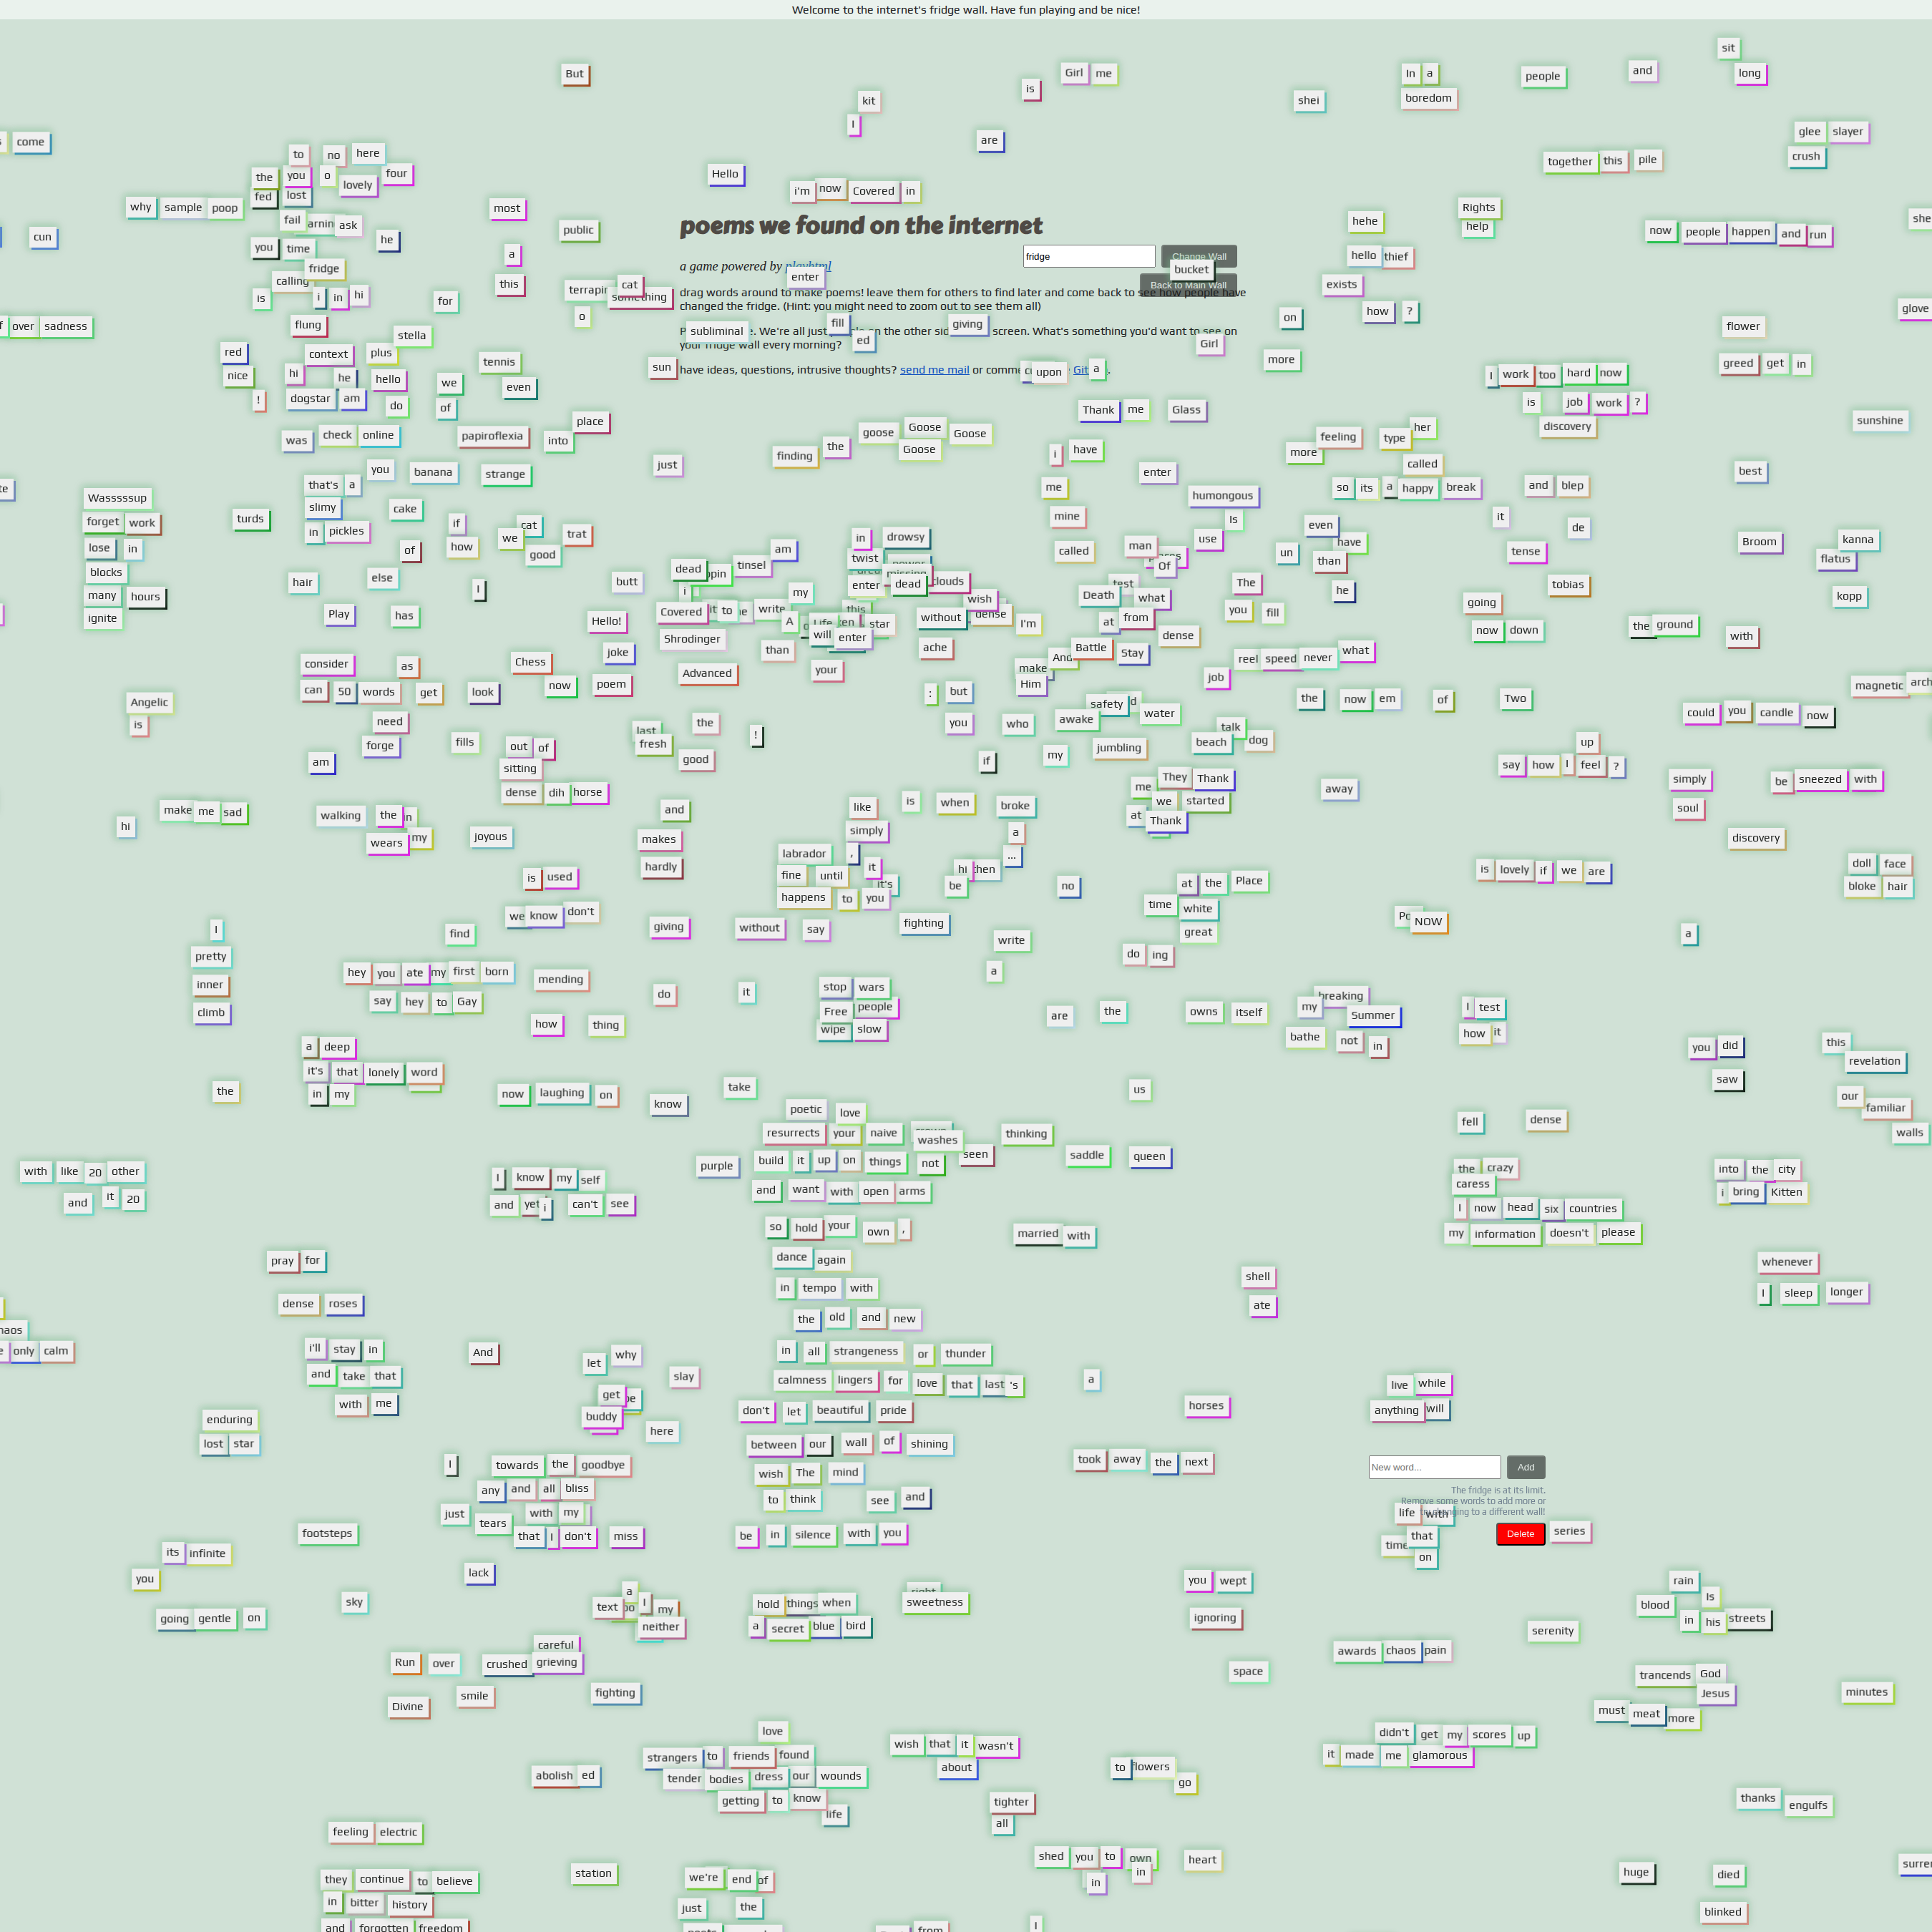 Welcome to the internet's fridge wall. Have fun playing and be nice!
sit
But Girl me In a people and long
kit is shei boredom
I
come are glee slayer
to no here together this pile crush
the you o lovely four Hello
fed lost i'm now Covered in
why sample poop most Rights
fail ask public hehe help she
cun you time he poems we found on the internet now people happen and run
a fridge Change Wall hello thief
fridge a game powered by playhtml
calling this cat enter bucket exists
is i in hi for something Back to Main Wall
drag words around to make poems! leave them for others to find later and come back to see how people have
changed the fridge. (Hint: you might need to zoom out to see them all)
over sadness flung o fill giving on how ? flower glove
stella subliminal ed Girl
your fridge wall every morning?
red context plus tennis more greed get in
nice hi he hello we even sun have ideas, questions, intrusive thoughts? send me mail or upon a
I work too hard now
! dogstar am do of Thank me Glass is job work ?
place discovery sunshine
was check online papiroflexia into goose Goose Goose feeling type her
finding the Goose i have more
you banana strange just enter called best
that's a me so its a happy break and blep
Wasssssup slimy cake humongous
forget work turds in pickles if cat trat mine Is even it de
lose in of how we good am in drowsy called man use un have tense Broom kanna
blocks else tinsel twist Of than flatus
hair butt dead i enter dead clouds test The tobias
many hours I my wish Death what he kopp
ignite Play has Hello! Covered to write this without dense at from you fill going
Shrodinger A Life star I'm dense now down the ground with
will enter
consider as Chess joke than ache And Battle Stay reel speed never what
can 50 words get look now poem Advanced your make Him job magnetic
Angelic : but safety the now em of Two
is need last the you who awake water talk could you candle now
forge fills out of fresh ! my jumbling beach dog up
am sitting good if say how I feel ?
dense dih horse They Thank away simply be sneezed with
make me sad walking the and like is when broke me we started soul
hi wears my joyous makes simply a at Thank discovery
hardly labrador , ...
is used fine until it hi then is lovely if we are doll face
happens to you it's be no at the Place bloke hair
we know don't time white
I find giving without say fighting great NOW a
pretty write
hey you ate my first born mending a do ing
inner say hey to Gay do it stop wars breaking
climb how thing Free people are the owns itself my Summer I test
wipe slow bathe not in how it
a deep you did this
it's that lonely word revelation
the in my now laughing on know take us saw our
poetic love familiar
resurrects your naive washes thinking fell dense walls
build it up on things not seen saddle queen
with like 20 other purple the crazy into the city
and it 20 I know my self and want with open arms caress i bring Kitten
and yet i can't see I now head six countries
so hold your own , married with my information doesn't please
pray for dance again whenever
in tempo with shell I sleep longer
dense roses the old and new ate
only calm i'll stay in And in all strangeness or thunder
let why
and take that slay calmness lingers for love that last 's a live while
with me get anything will
enduring buddy here don't let beautiful pride horses
lost star between our wall of shining
I towards the goodbye wish The mind took away the next
any and all bliss New word... Add
just with my to think see and The fridge is at its limit.
Remove some words to add more or
tears life with
footsteps that I don't miss be in silence with you that Delete series
its infinite time on
you lack you wept rain
sky a I sweetness Is
going gentle on text my hold things when ignoring blood in his streets
neither a secret blue bird serenity
careful
Run over crushed grieving awards chaos pain
space trancends God
Divine smile fighting Jesus minutes
must meat more
love didn't get my scores up
strangers to friends found wish that it wasn't it made me glamorous
abolish ed tender bodies dress our wounds about to flowers
getting to know go thanks engulfs
life tighter
feeling electric all
shed you to own heart
they continue to believe station we're end of in in huge died
in bitter history just the blinked
and forgotten freedom from I